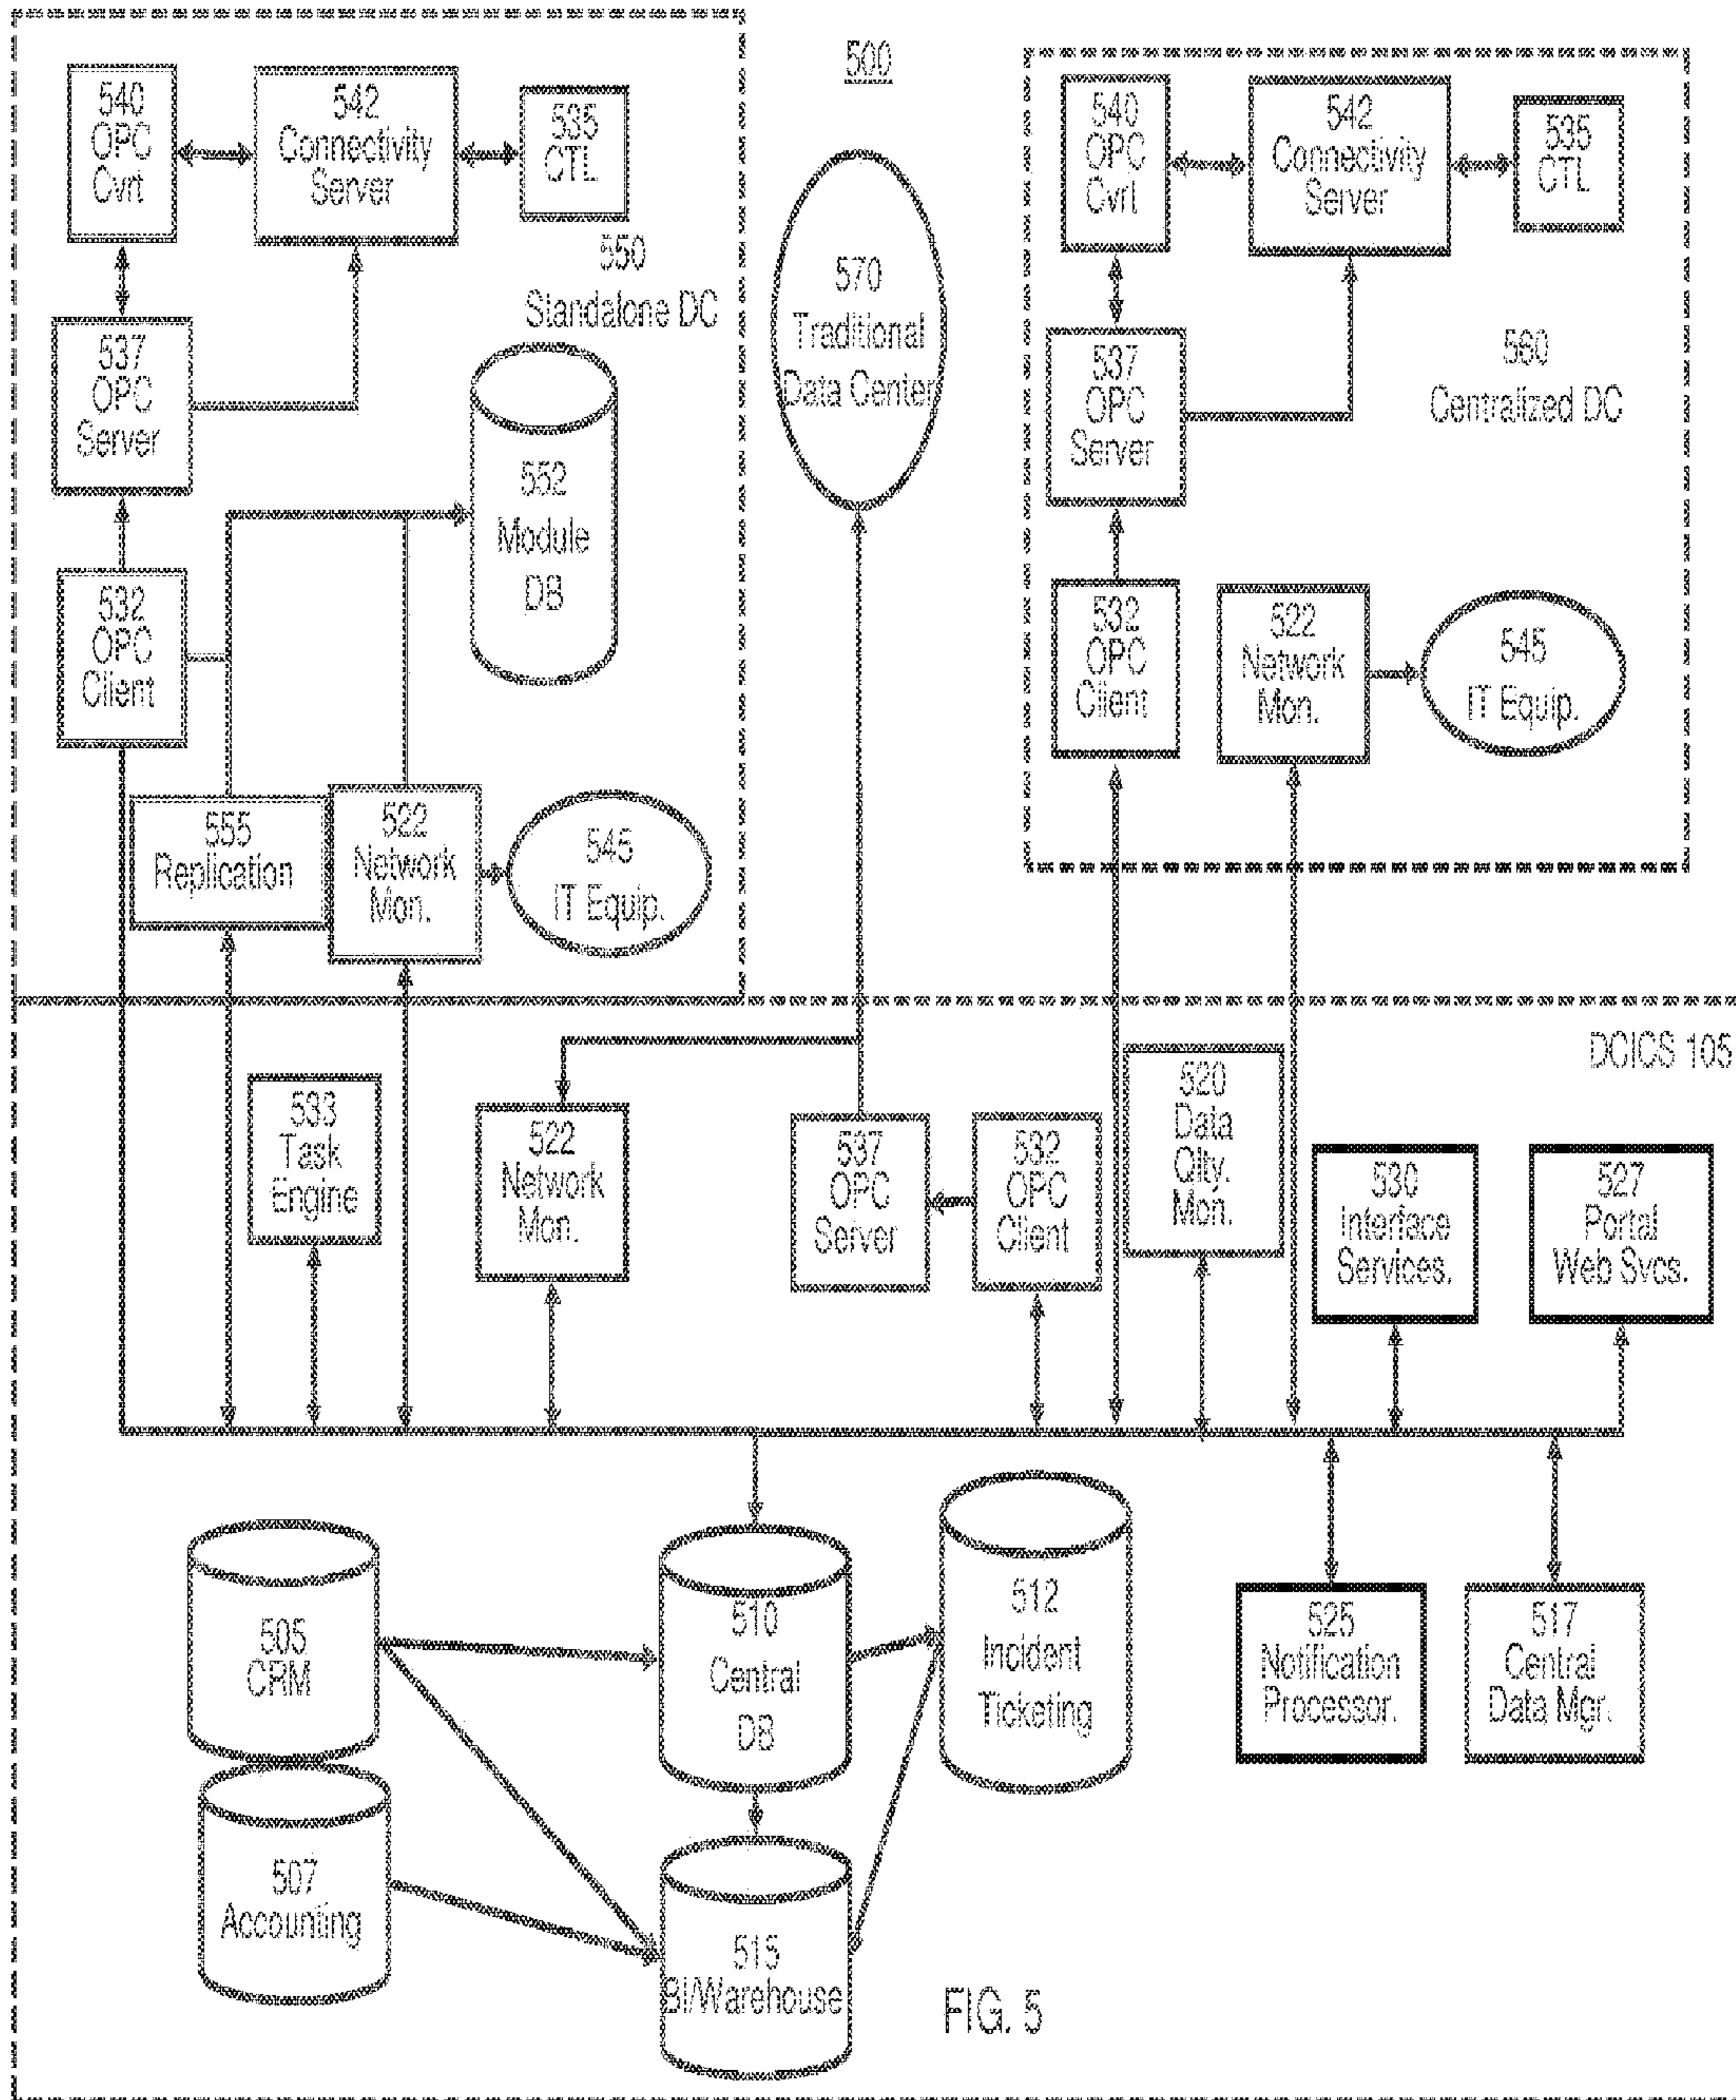 500
540
OPC
Cvrt
542
Connectivity
Server
535
CTL
550
Standalone DC
537
OPC
Server
552
Module
DB
532
OPC
Client
555
Replication
522
Network
Mon.
545
IT Equip.
570
Traditional
Data Center
540
OPC
Cvrt
542
Connectivity
Server
535
CTL
537
OPC
Server
560
Centralized DC
532
OPC
Client
522
Network
Mon.
545
IT Equip.
DCICS 105
533
Task
Engine
522
Network
Mon.
537
OPC
Server
532
OPC
Client
520
Data
Qlty.
Mon.
530
Interface
Services.
527
Portal
Web Svcs.
505
CRM
510
Central
DB
512
Incident
Ticketing
525
Notification
Processor.
517
Central
Data Mgr.
507
Accounting
515
BI/Warehouse
FIG. 5